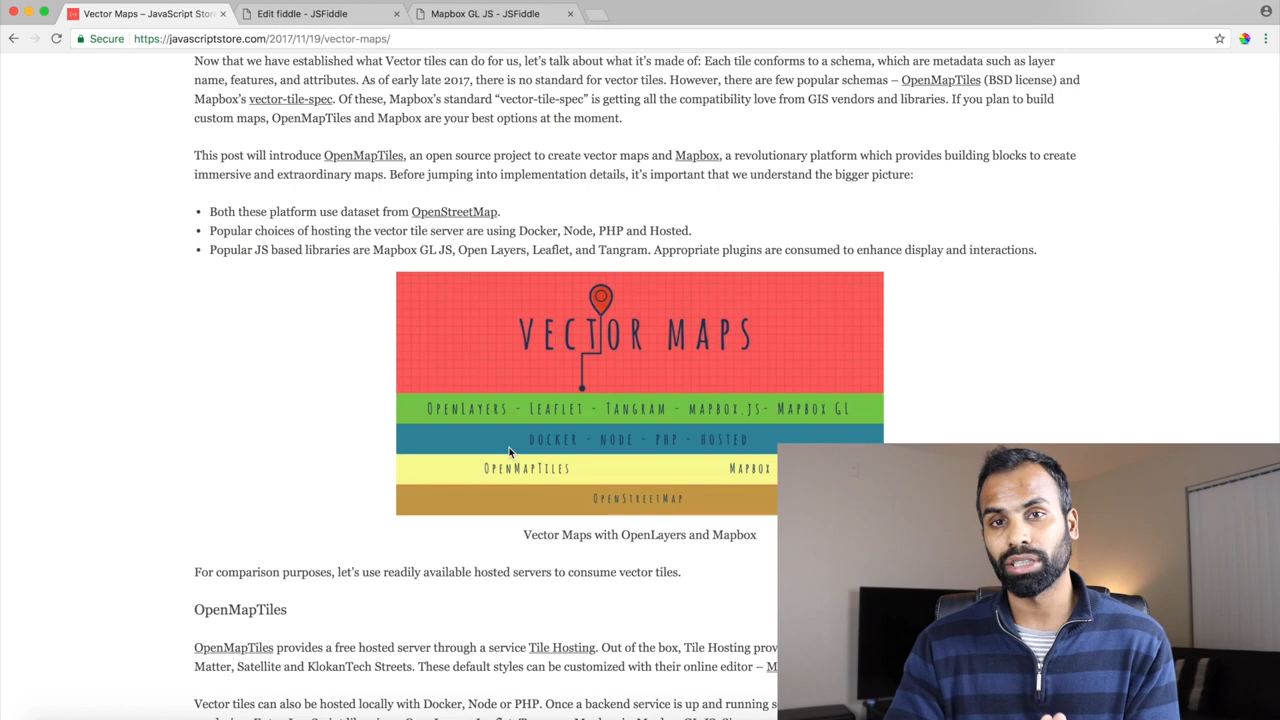 Vector Maps – JavaScript Stor
Edit fiddle - JSFiddle
Mapbox GL JS - JSFiddle
Secure
https://javascriptstore.com/2017/11/19/vector-maps/
Now that we have established what Vector tiles can do for us, let's talk about what it's made of: Each tile conforms to a schema, which are metadata such as layer
name, features, and attributes. As of early late 2017, there is no standard for vector tiles. However, there are few popular schemas – OpenMapTiles (BSD license) and
Mapbox's vector-tile-spec. Of these, Mapbox's standard "vector-tile-spec" is getting all the compatibility love from GIS vendors and libraries. If you plan to build
custom maps, OpenMapTiles and Mapbox are your best options at the moment.
This post will introduce OpenMapTiles, an open source project to create vector maps and Mapbox, a revolutionary platform which provides building blocks to create
immersive and extraordinary maps. Before jumping into implementation details, it's important that we understand the bigger picture:
• Both these platform use dataset from OpenStreetMap.
• Popular choices of hosting the vector tile server are using Docker, Node, PHP and Hosted.
• Popular JS based libraries are Mapbox GL JS, Open Layers, Leaflet, and Tangram. Appropriate plugins are consumed to enhance display and interactions.
VECTOR MAPS
OpenLayers - Leaflet - Tangram - mapbox.js- Mapbox GL
Docker - Node - PHP - Hosted
OpenMapTiles Mapbox
OpenStreetMap
Vector Maps with OpenLayers and Mapbox
For comparison purposes, let's use readily available hosted servers to consume vector tiles.
OpenMapTiles
OpenMapTiles provides a free hosted server through a service Tile Hosting. Out of the box, Tile Hosting prov
Matter, Satellite and KlokanTech Streets. These default styles can be customized with their online editor – M
Vector tiles can also be hosted locally with Docker, Node or PHP. Once a backend service is up and running s